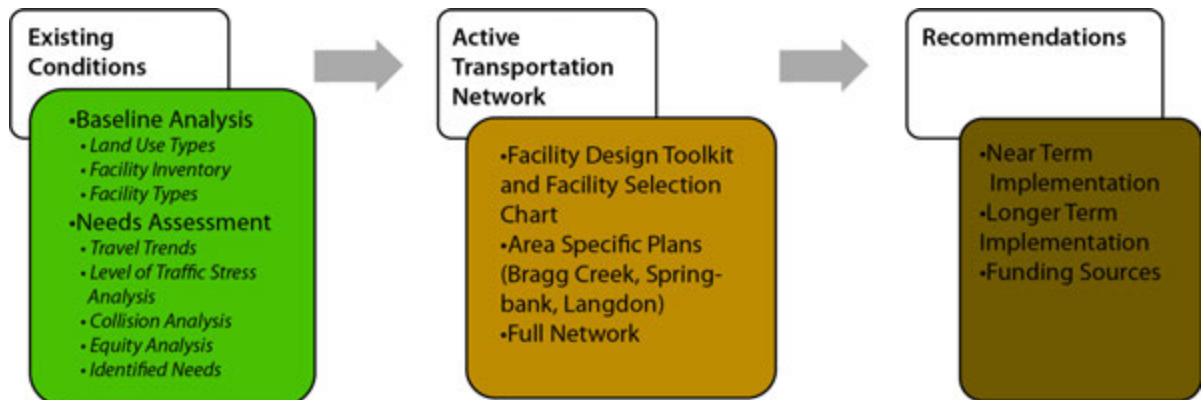 Existing
Conditions
•Baseline Analysis
• Land Use Types
• Facility Inventory
• Facility Types
•Needs Assessment
• Travel Trends
• Level of Traffic Stress
Analysis
• Collision Analysis
• Equity Analysis
• Identified Needs
Active
Transportation
Network
•Facility Design Toolkit
and Facility Selection
Chart
•Area Specific Plans
(Bragg Creek, Spring-
bank, Langdon)
•Full Network
Recommendations
•Near Term
Implementation
•Longer Term
Implementation
•Funding Sources